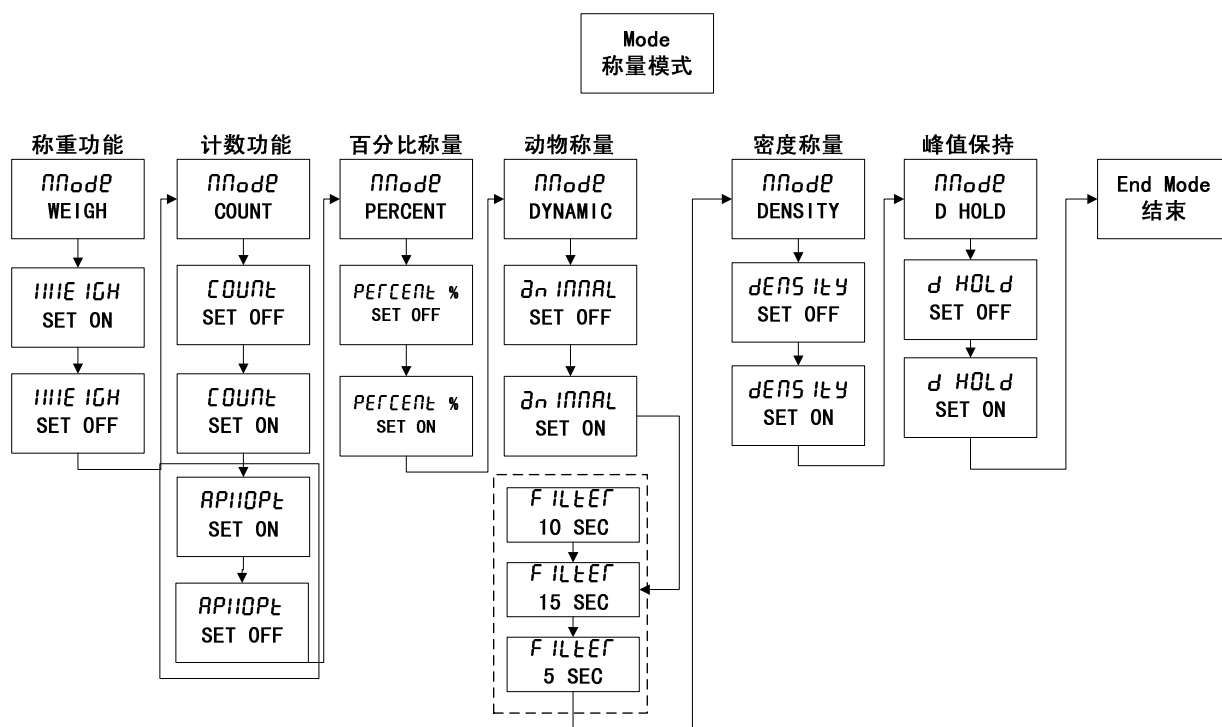 Mode
称量模式
称重功能
MModE
WEIGH
WEIGH
SET ON
WEIGH
SET OFF
计数功能
MModE
COUNT
COUNt
SET OFF
COUNt
SET ON
APWOPt
SET ON
APWOPt
SET OFF
百分比称量
MModE
PERCENT
PErCENt %
SET OFF
PErCENt %
SET ON
动物称量
MModE
DYNAMIC
AnIMAL
SET OFF
AnIMAL
SET ON
FILtEr
10 SEC
FILtEr
15 SEC
FILtEr
5 SEC
密度称量
MModE
DENSITY
dENSItY
SET OFF
dENSItY
SET ON
峰值保持
MModE
D HOLD
d HOLd
SET OFF
d HOLd
SET ON
End Mode
结束